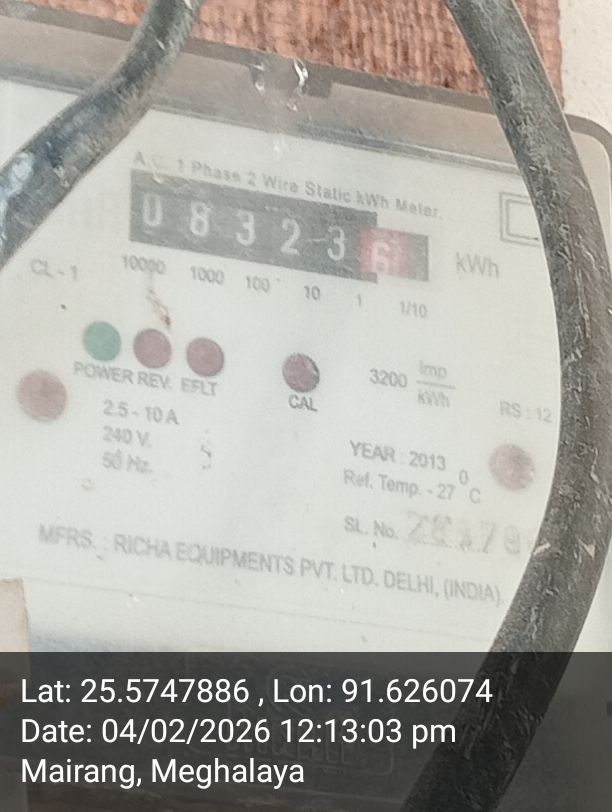 A.C. 1 Phase 2 Wire Static kWh Meter.
0 8 3 2 3 6 kWh
CL - 1 10000 1000 100 10 1 1/10
POWER REV. EFLT
CAL
3200 Imp/kWh
RS : 12
2.5 - 10 A
240 V.
50 Hz.
YEAR : 2013
Ref. Temp. - 27 °C
SL. No.
MFRS. : RICHA EQUIPMENTS PVT. LTD. DELHI, (INDIA)
Lat: 25.5747886 , Lon: 91.626074
Date: 04/02/2026 12:13:03 pm
Mairang, Meghalaya